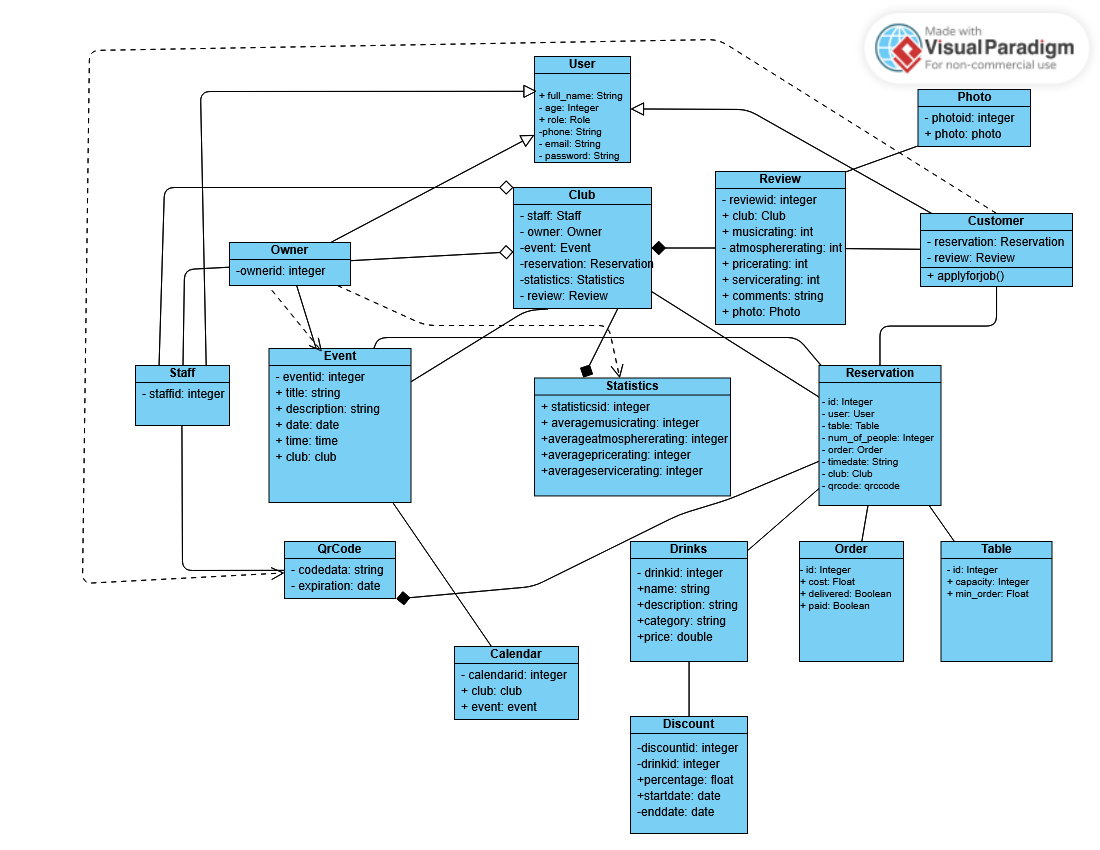 Made with
VisualParadigm
For non-commercial use
User
+ full_name: String
- age: Integer
+ role: Role
-phone: String
- email: String
- password: String
Photo
- photoid: integer
+ photo: photo
Review
- reviewid: integer
+ club: Club
+ musicrating: int
- atmosphererating: int
+ pricerating: int
+ servicerating: int
+ comments: string
+ photo: Photo
Club
- staff: Staff
- owner: Owner
-event: Event
-reservation: Reservation
-statistics: Statistics
- review: Review
Customer
- reservation: Reservation
- review: Review
+ applyforjob()
Owner
-ownerid: integer
Staff
- staffid: integer
Event
- eventid: integer
+ title: string
+ description: string
+ date: date
+ time: time
+ club: club
Statistics
+ statisticsid: integer
+ averagemusicrating: integer
+averageatmosphererating: integer
+averagepricerating: integer
+averageservicerating: integer
Reservation
- id: Integer
- user: User
- table: Table
- num_of_people: Integer
- order: Order
- timedate: String
- club: Club
- qrcode: qrccode
QrCode
- codedata: string
- expiration: date
Drinks
- drinkid: integer
+name: string
+description: string
+category: string
+price: double
Order
- id: Integer
+ cost: Float
+ delivered: Boolean
+ paid: Boolean
Table
- id: Integer
+ capacity: Integer
+ min_order: Float
Calendar
- calendarid: integer
+ club: club
+ event: event
Discount
-discountid: integer
-drinkid: integer
+percentage: float
+startdate: date
-enddate: date